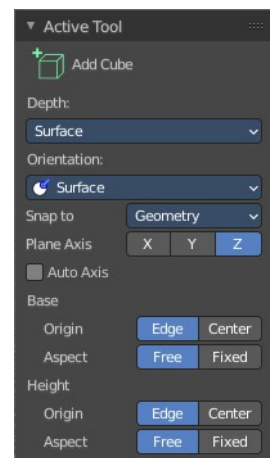 Active Tool
Add Cube
Depth:
Surface
Orientation:
Surface
Snap to Geometry
Plane Axis X Y Z
Auto Axis
Base
Origin Edge Center
Aspect Free Fixed
Height
Origin Edge Center
Aspect Free Fixed